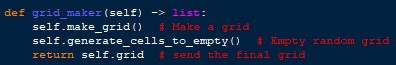 def grid_maker(self) -> list:
    self.make_grid()  # Make a grid
    self.generate_cells_to_empty()  # Empty random grid
    return self.grid  # send the final grid